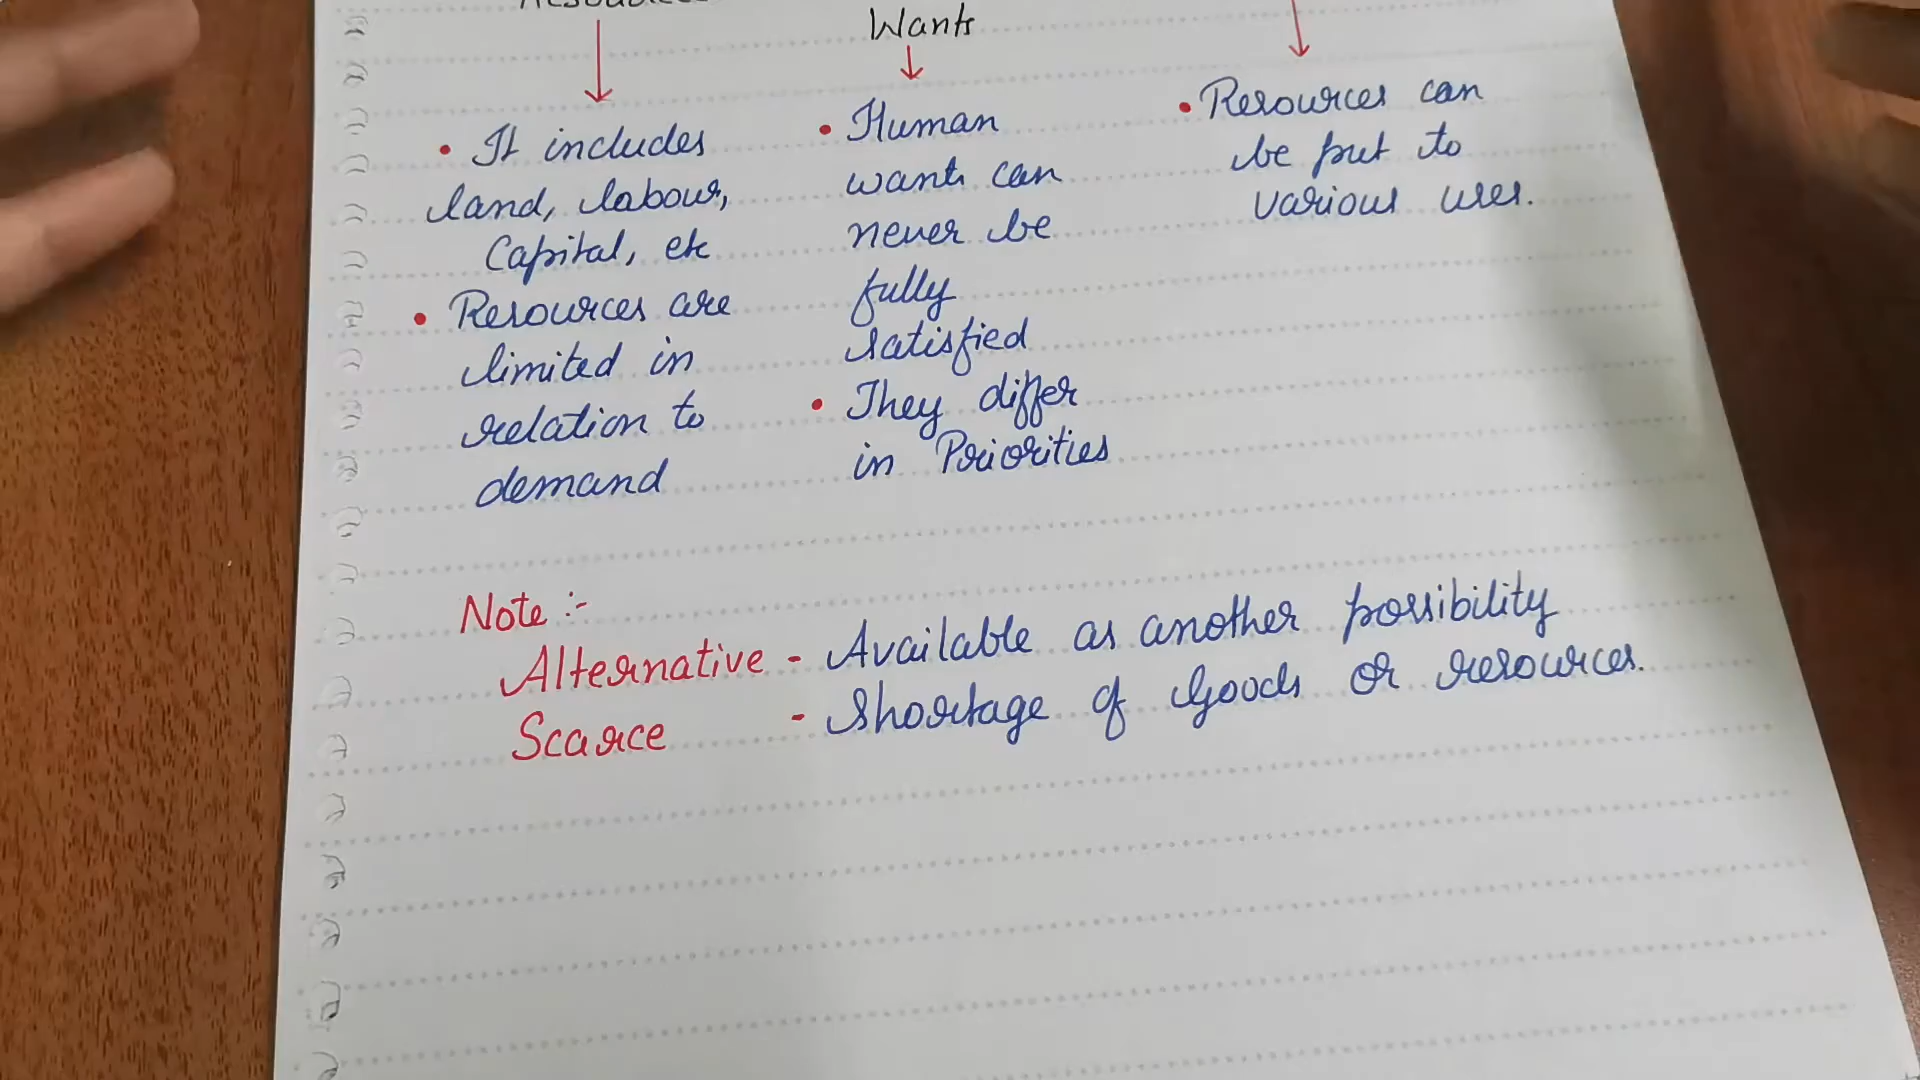 Resources
Wants
• It includes
land, labour,
Capital, etc
• Resources are
limited in
relation to
demand
• Human
wants can
never be
fully
satisfied
• They differ
in Priorities
• Resources can
be put to
various uses.
Note :-
Alternative - Available as another possibility
Scarce - Shortage of Goods or resources.